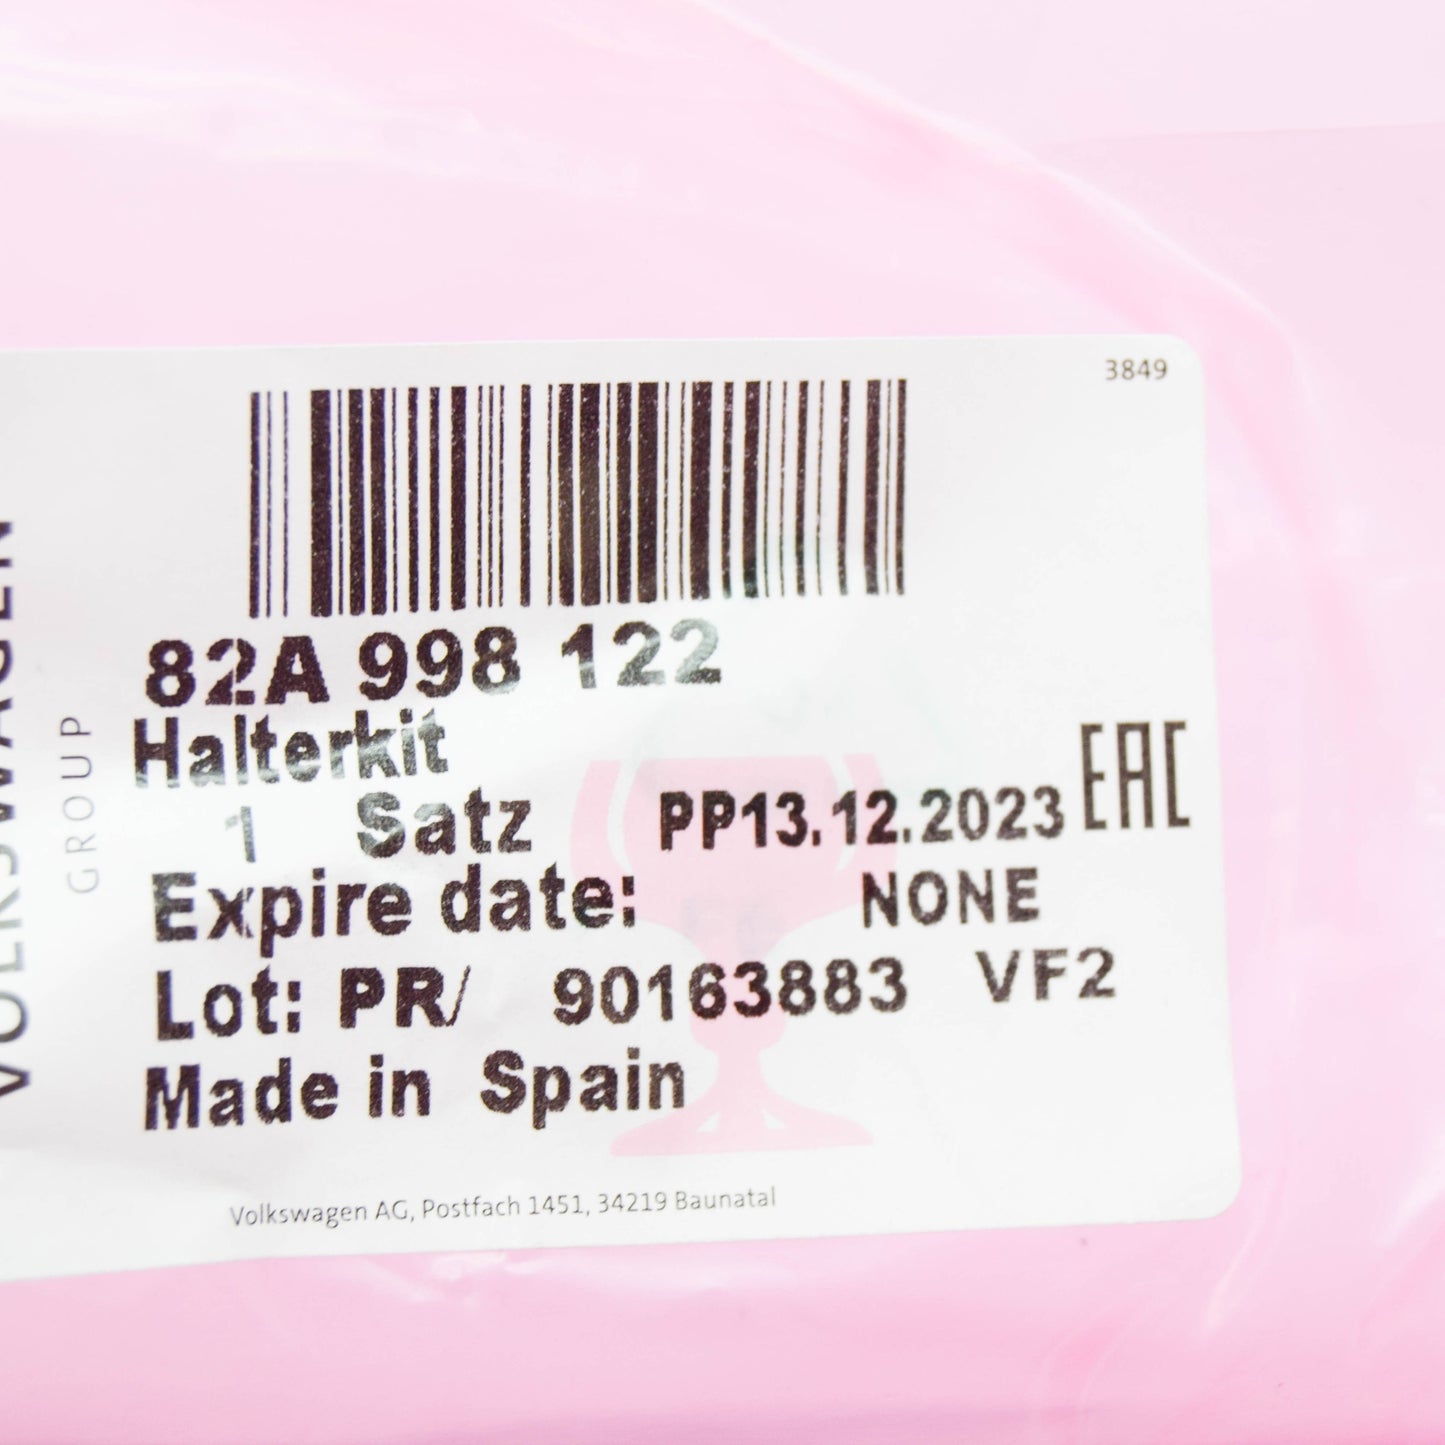 3849
VOLKSWAGEN
GROUP
82A 998 122
Halterkit
1 Satz PP13.12.2023 EAC
Expire date: NONE
Lot: PR/ 90163883 VF2
Made in Spain
Volkswagen AG, Postfach 1451, 34219 Baunatal